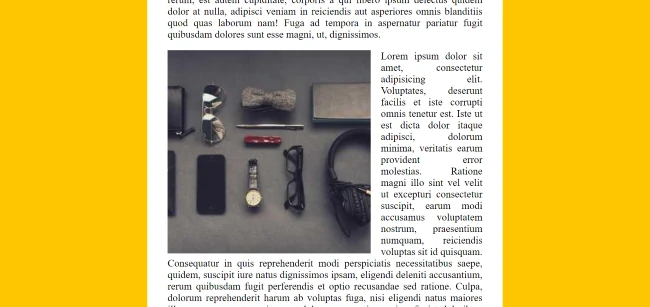 rerum, est autem cupiditate, corporis a qui libero ipsum delectus quidem
dolor at nulla, adipisci veniam in reiciendis aut asperiores omnis blanditiis
quod quas laborum nam! Fuga ad tempora in aspernatur pariatur fugit
quibusdam dolores sunt esse magni, ut, dignissimos.
Lorem ipsum dolor sit
amet, consectetur
adipisicing elit.
Voluptates, deserunt
facilis et iste corrupti
omnis tenetur est. Iste ut
est dicta dolor itaque
adipisci, dolorum
minima, veritatis earum
provident error
molestias. Ratione
magni illo sint vel velit
ut excepturi consectetur
suscipit, earum modi
accusamus voluptatem
nostrum, praesentium
numquam, reiciendis
voluptas sit id quisquam.
Consequatur in quis reprehenderit modi perspiciatis necessitatibus saepe,
quidem, suscipit iure natus dignissimos ipsam, eligendi deleniti accusantium,
rerum quibusdam fugit perferendis et optio recusandae sed ratione. Culpa,
dolorum reprehenderit harum ab voluptas fuga, nisi eligendi natus maiores